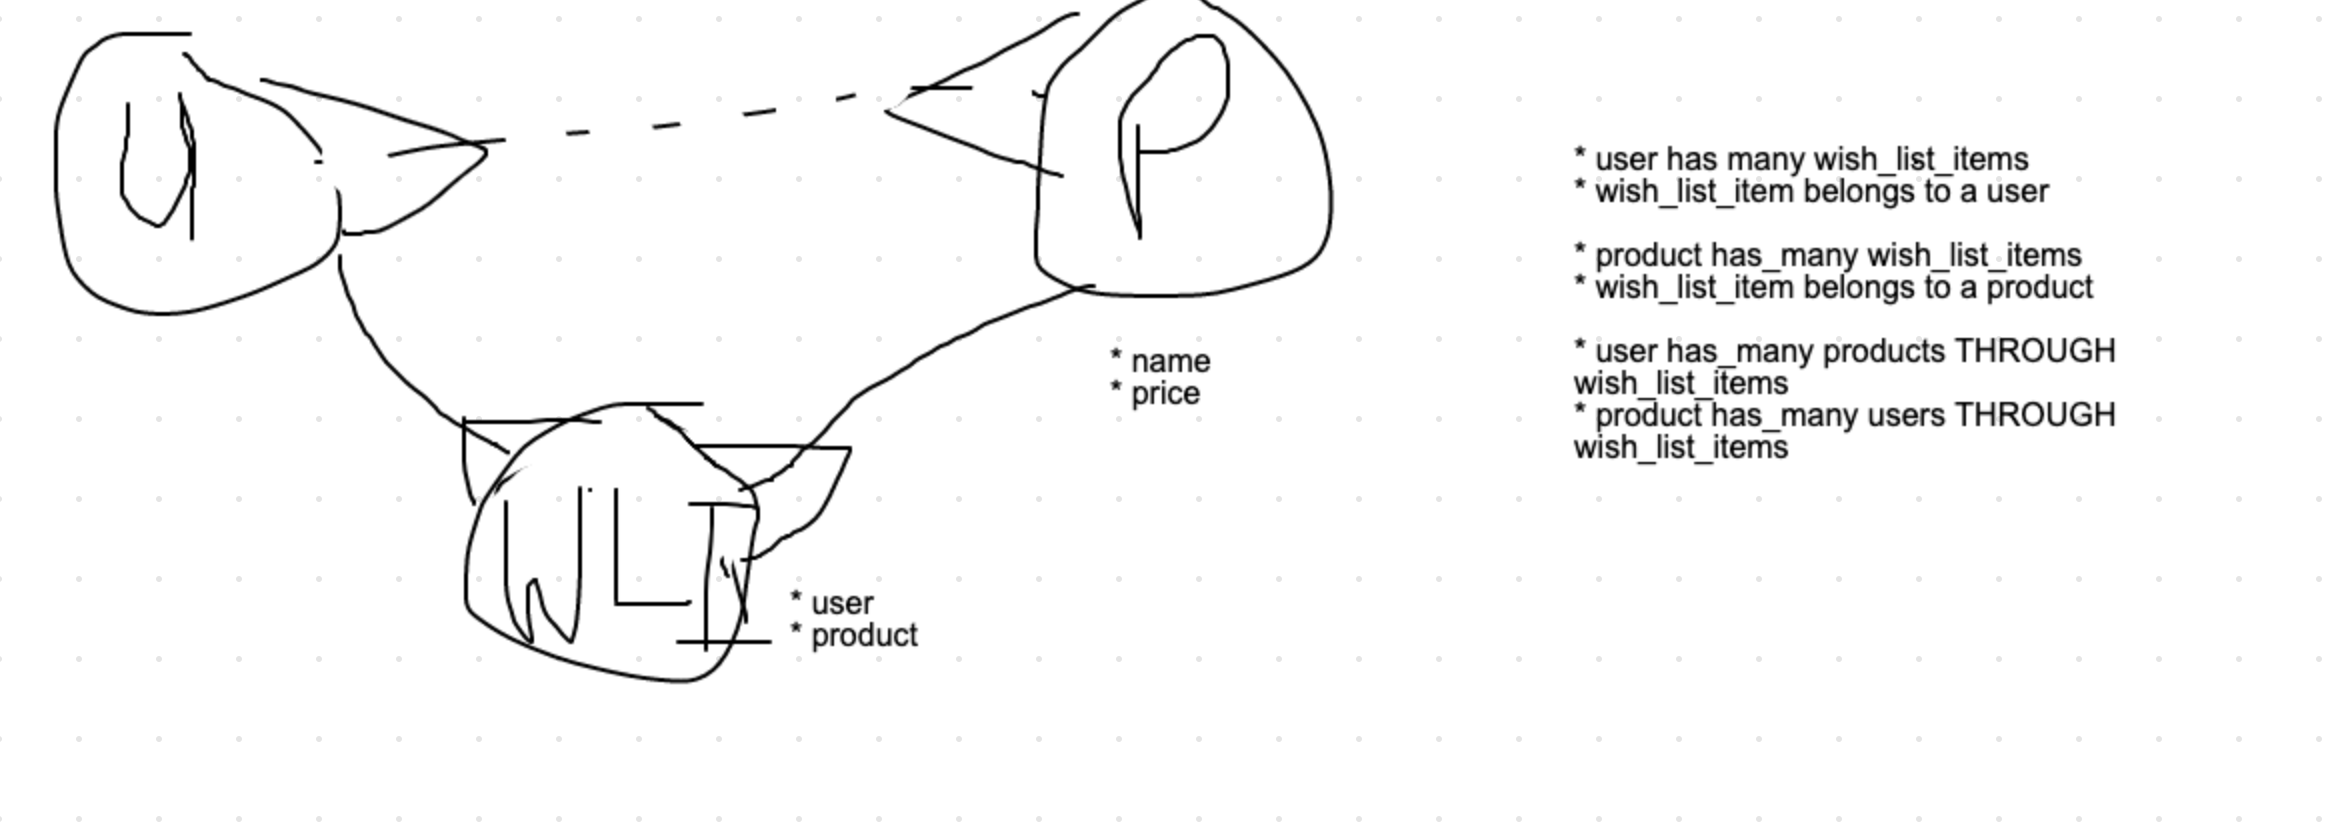 U
P
* name
* price
WLI
* user
* product
* user has many wish_list_items
* wish_list_item belongs to a user
* product has_many wish_list_items
* wish_list_item belongs to a product
* user has_many products THROUGH
wish_list_items
* product has_many users THROUGH
wish_list_items